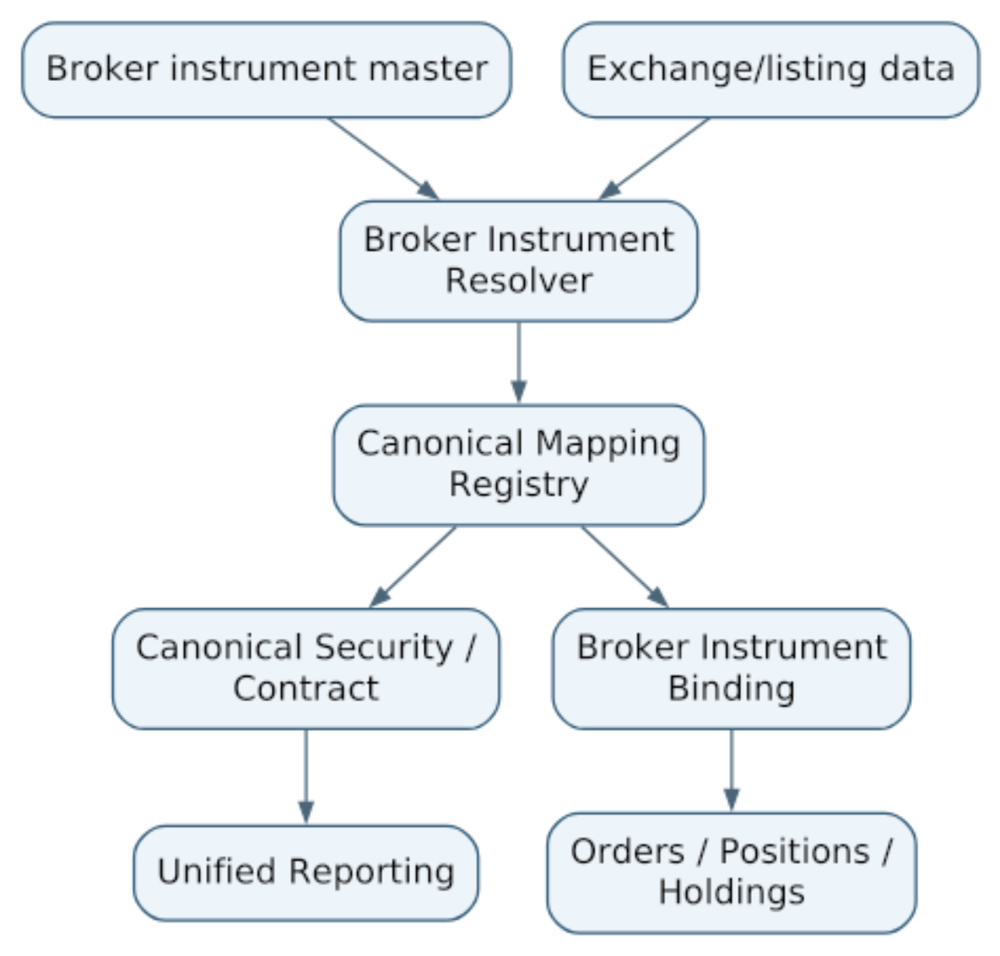 Broker instrument master
Exchange/listing data
Broker Instrument
Resolver
Canonical Mapping
Registry
Canonical Security /
Contract
Broker Instrument
Binding
Unified Reporting
Orders / Positions /
Holdings